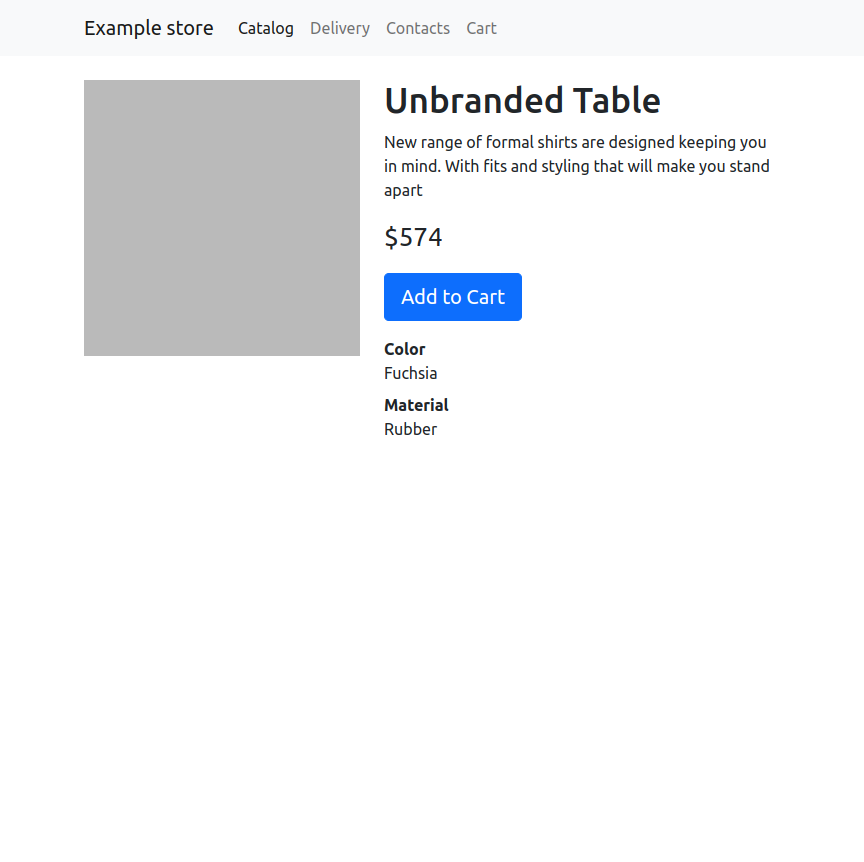 Example store Catalog Delivery Contacts Cart
Unbranded Table
New range of formal shirts are designed keeping you
in mind. With fits and styling that will make you stand
apart
$574
Add to Cart
Color
Fuchsia
Material
Rubber